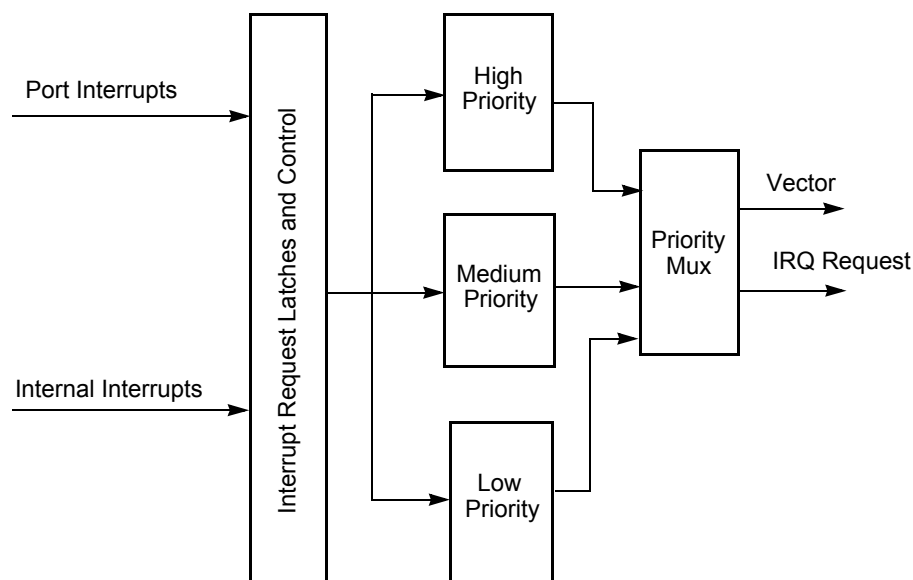 Port Interrupts
Internal Interrupts
Interrupt Request Latches and Control
High
Priority
Medium
Priority
Low
Priority
Priority
Mux
Vector
IRQ Request